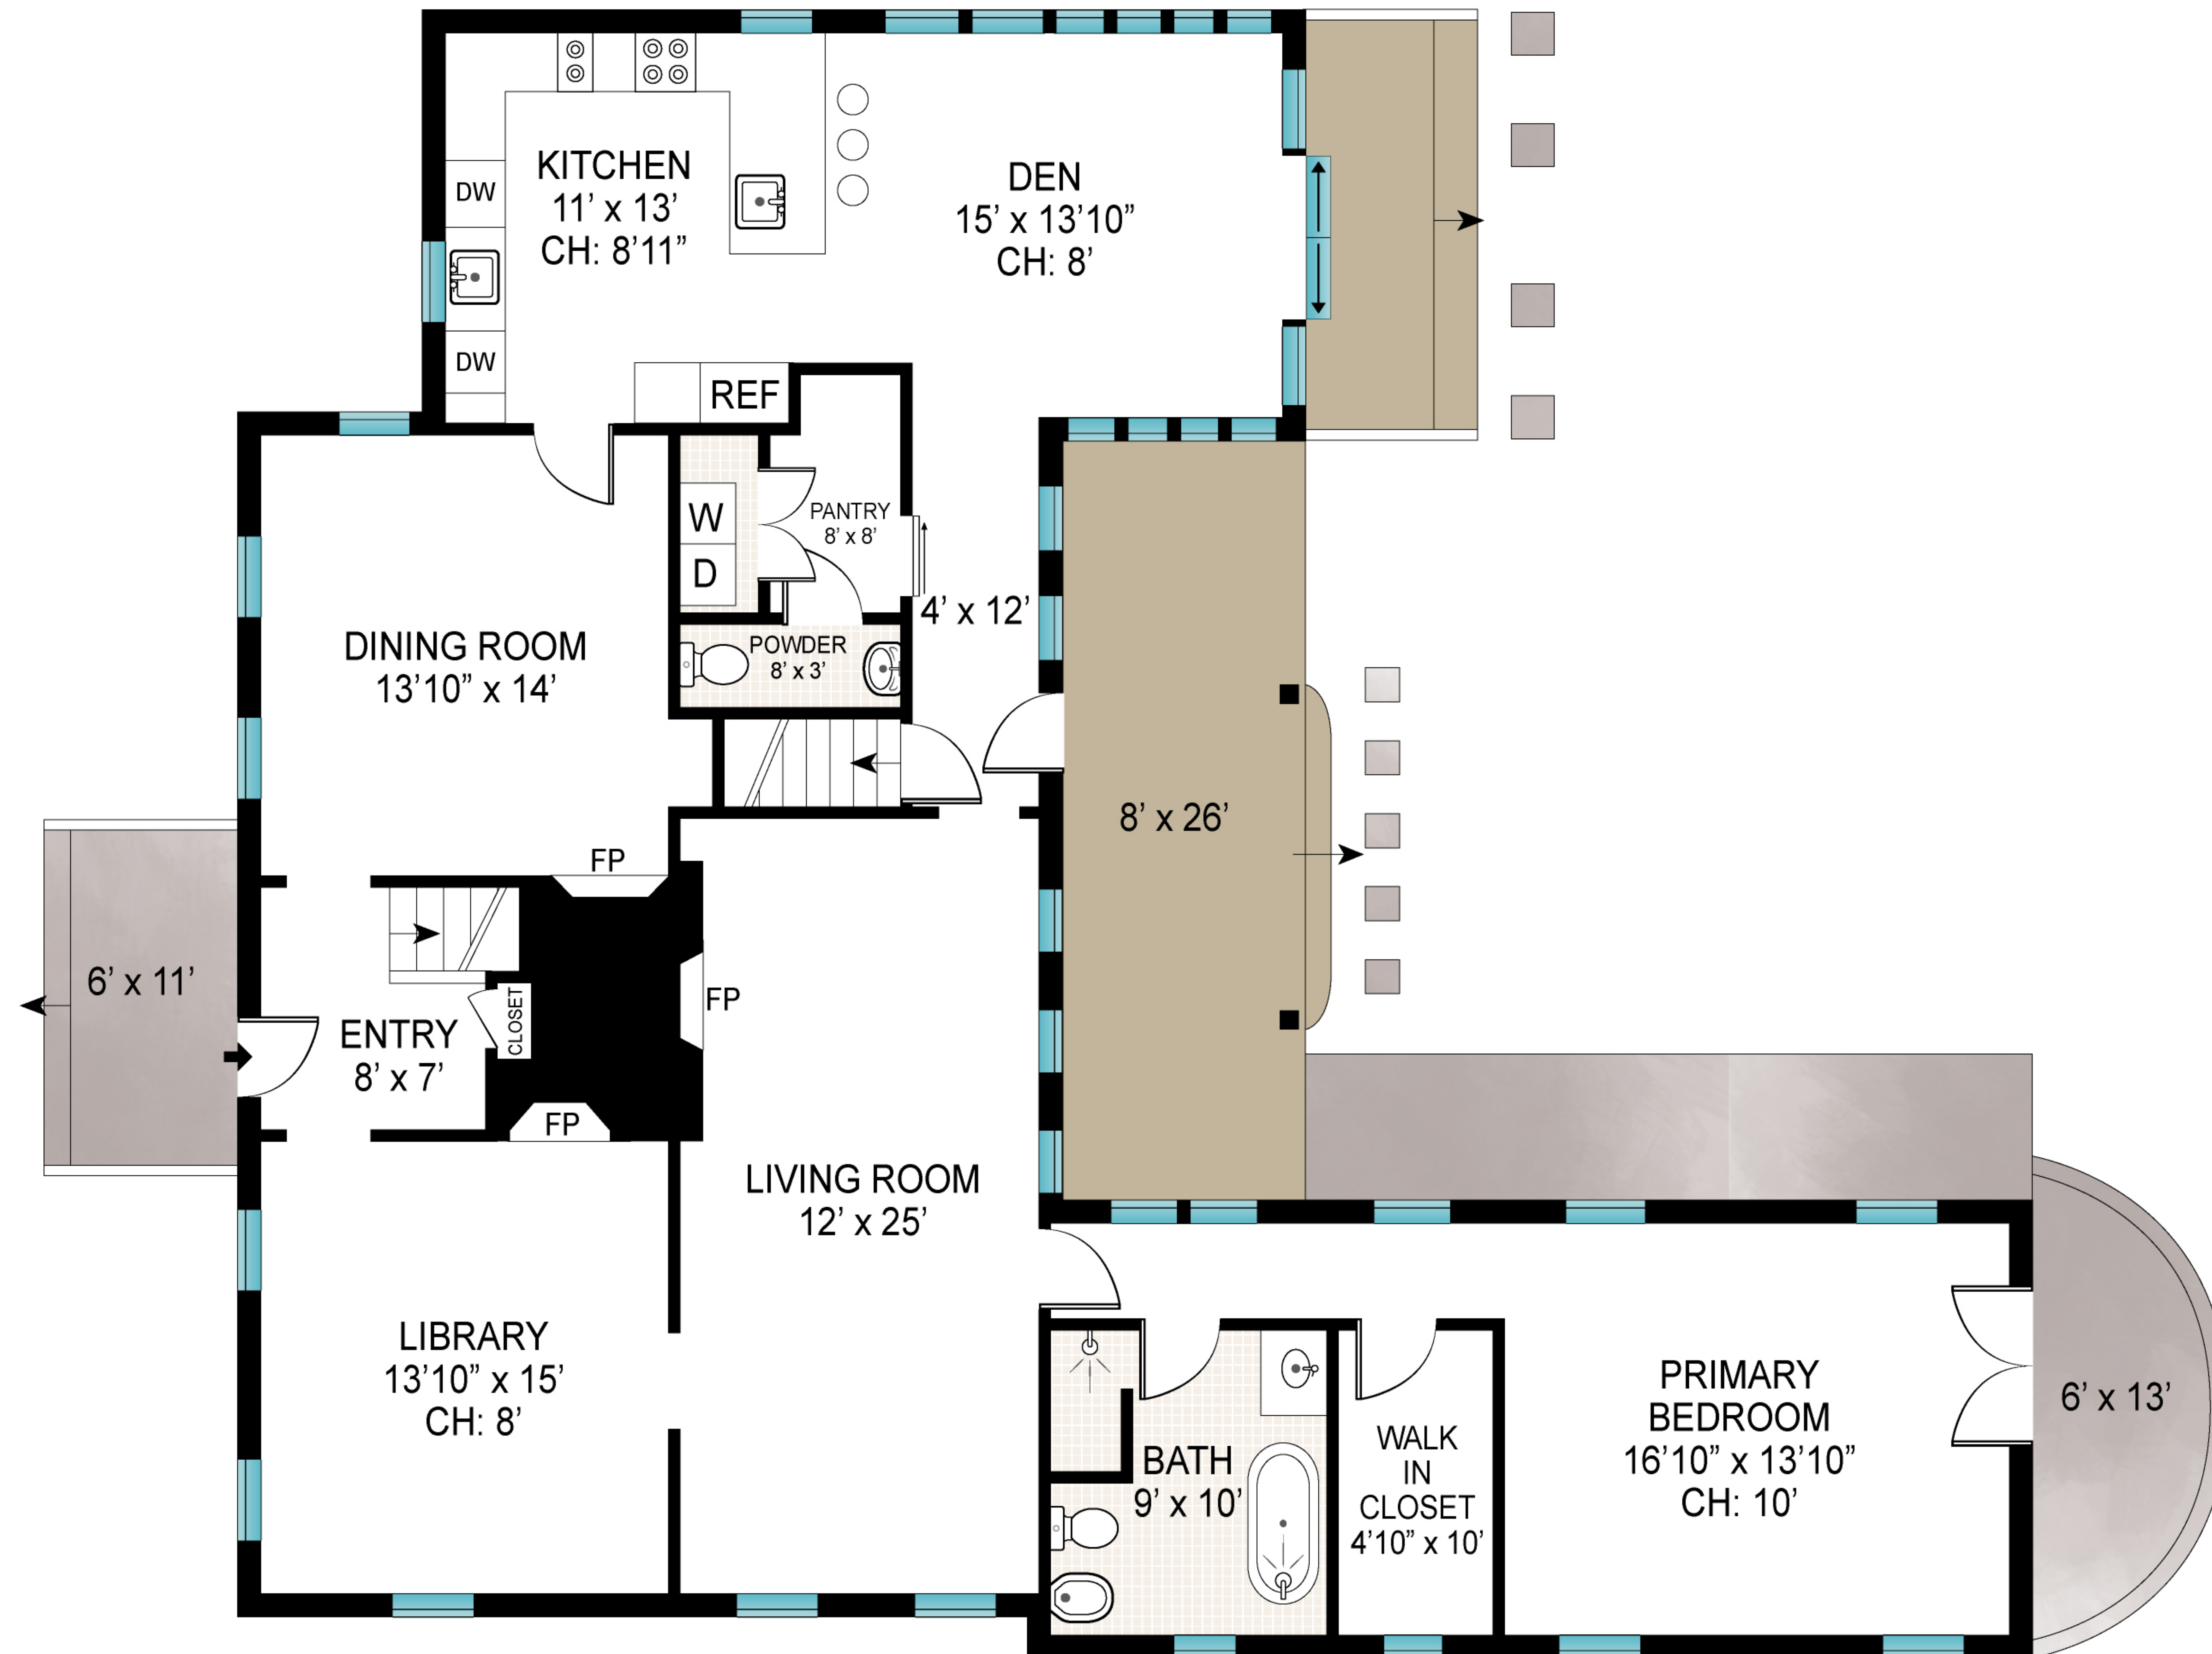 KITCHEN
11’ x 13’
CH: 8’11”
DW
DW
REF
DEN
15’ x 13’10”
CH: 8’
W
D
PANTRY
8’ x 8’
4’ x 12’
POWDER
8’ x 3’
DINING ROOM
13’10” x 14’
8’ x 26’
FP
6’ x 11’
FP
CLOSET
ENTRY
8’ x 7’
FP
LIVING ROOM
12’ x 25’
LIBRARY
13’10” x 15’
CH: 8’
BATH
9’ x 10’
WALK
IN
CLOSET
4’10” x 10’
PRIMARY
BEDROOM
16’10” x 13’10”
CH: 10’
6’ x 13’